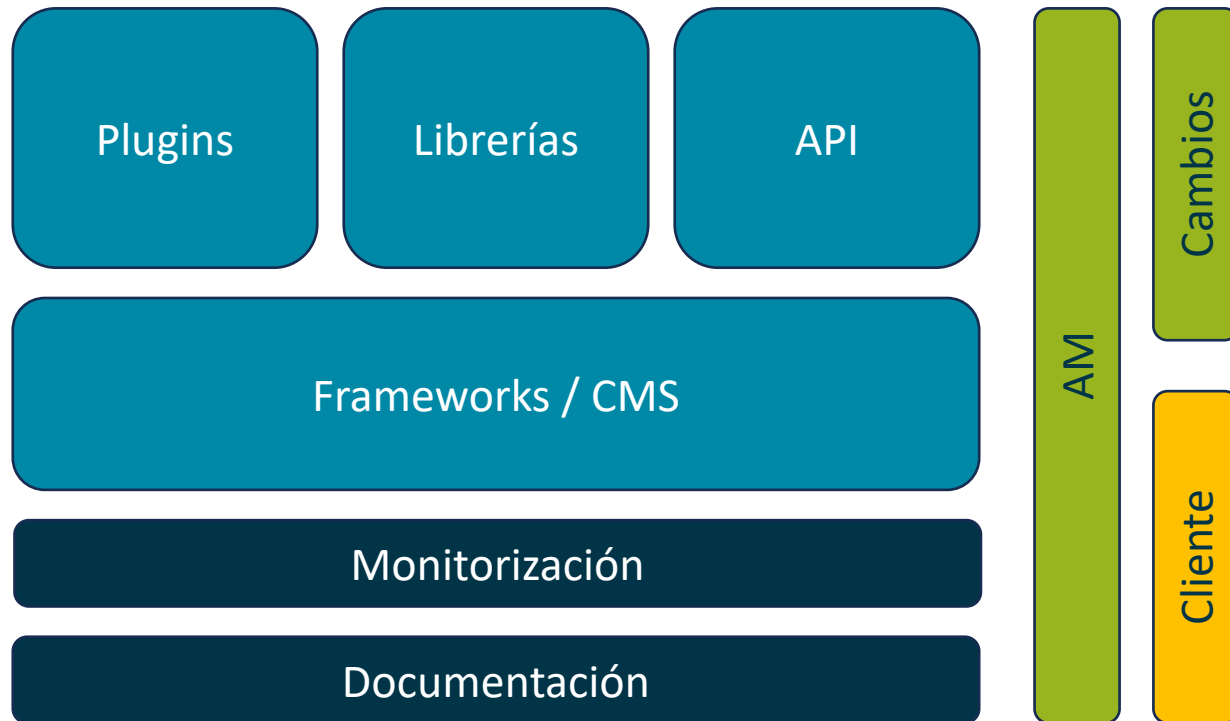 Plugins
Librerías
API
Frameworks / CMS
Monitorización
Documentación
AM
Cambios
Cliente